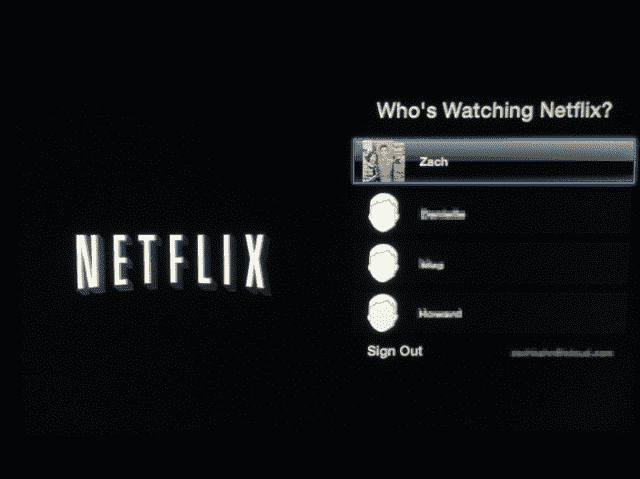 Who's Watching Netflix?
Zach
NETFLIX
Howard
Sign Out